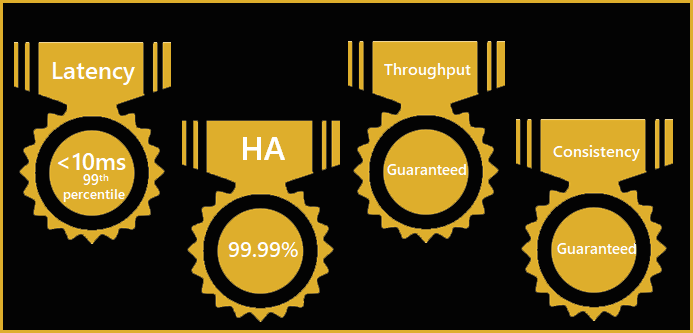 Latency
<10ms
99th
percentile
HA
99.99%
Throughput
Guaranteed
Consistency
Guaranteed